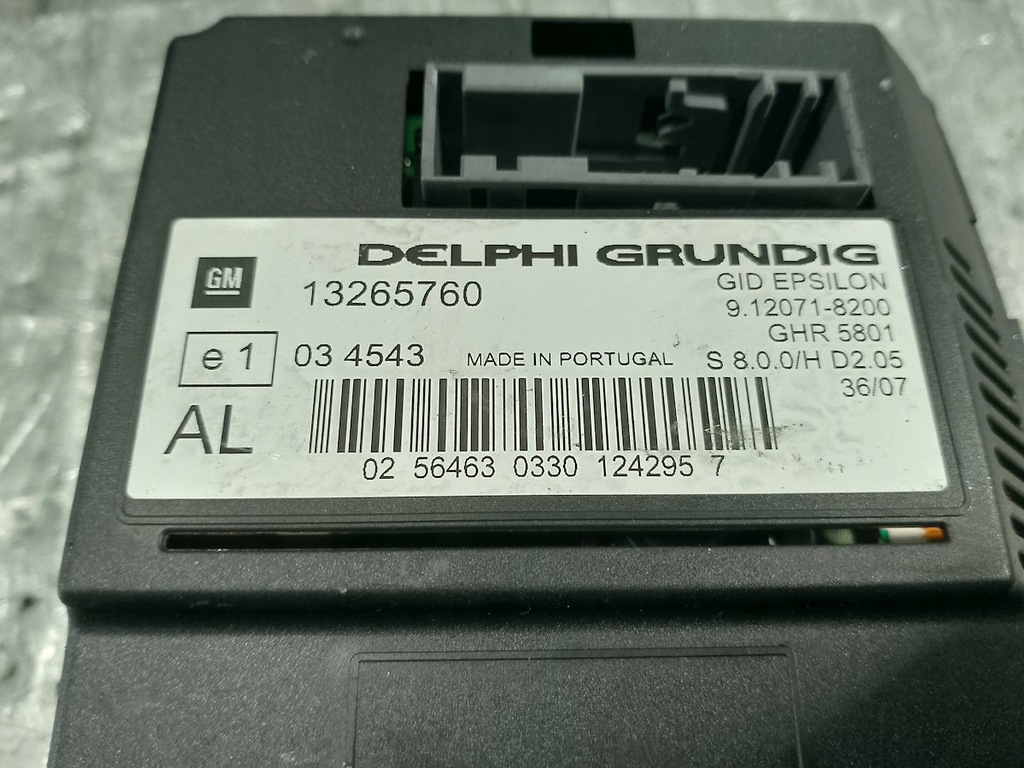 DELPHI GRUNDIG
GM
13265760
GID EPSILON
9.12071-8200
GHR 5801
e 1
03 4543
MADE IN PORTUGAL
S 8.0.0/H D2.05
36/07
AL
02 56463 0330 124295 7